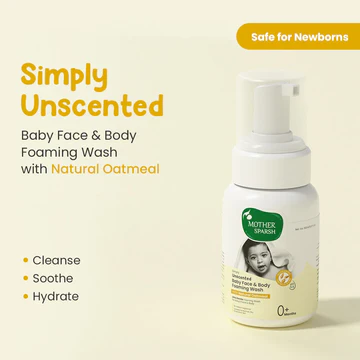 Safe for Newborns
Simply
Unscented
Baby Face & Body
Foaming Wash
with Natural Oatmeal
• Cleanse
• Soothe
• Hydrate
MOTHER
SPARSH
Unscented
Baby Face & Body
Foaming Wash
0+
Months